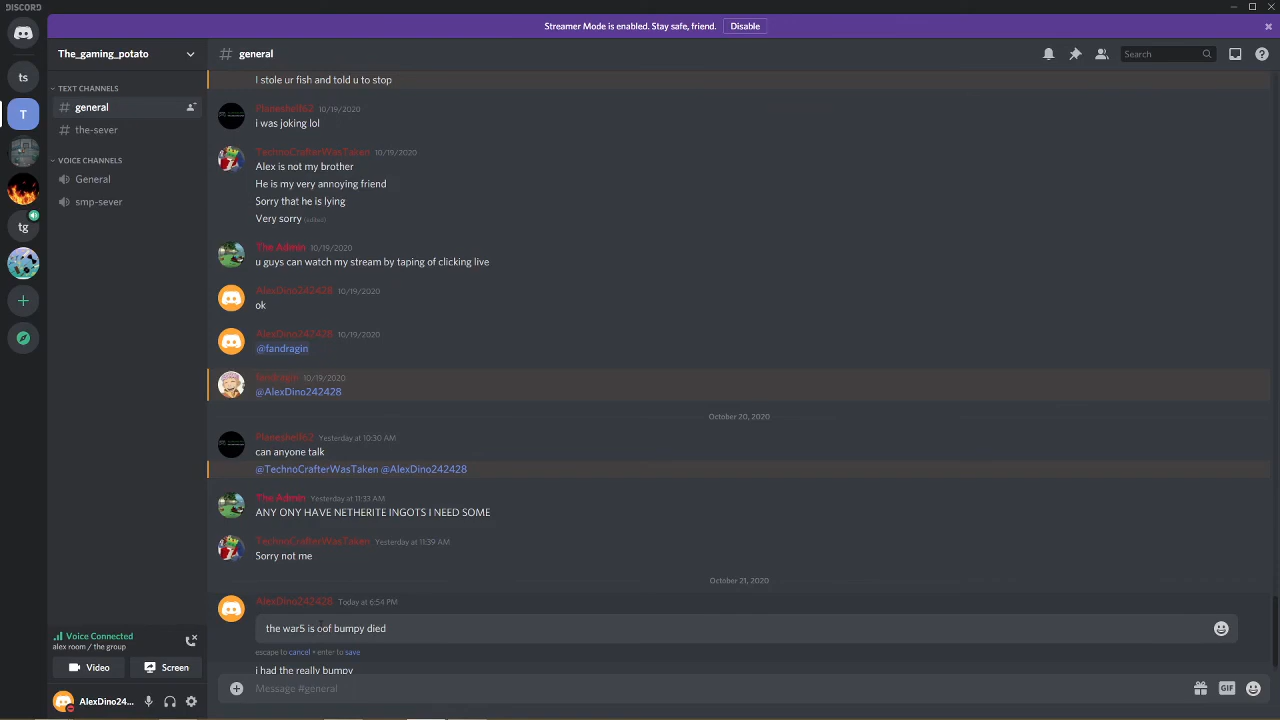 DISCORD
Streamer Mode is enabled. Stay safe, friend. Disable
The_gaming_potato
general
Search
ts
T
tg
TEXT CHANNELS
general
the-sever
VOICE CHANNELS
General
smp-sever
I stole ur fish and told u to stop
Planeshell62 10/19/2020
i was joking lol
TechnoCrafterWasTaken 10/19/2020
Alex is not my brother
He is my very annoying friend
Sorry that he is lying
Very sorry (edited)
The Admin 10/19/2020
u guys can watch my stream by taping of clicking live
AlexDino242428 10/19/2020
ok
AlexDino242428 10/19/2020
@fandragin
fandragin 10/19/2020
@AlexDino242428
October 20, 2020
Planeshell62 Yesterday at 10:30 AM
can anyone talk
@TechnoCrafterWasTaken @AlexDino242428
The Admin Yesterday at 11:33 AM
ANY ONY HAVE NETHERITE INGOTS I NEED SOME
TechnoCrafterWasTaken Yesterday at 11:39 AM
Sorry not me
October 21, 2020
AlexDino242428 Today at 6:54 PM
the war5 is oof bumpy died
escape to cancel • enter to save
i had the really bumpy
Message #general
GIF
Voice Connected
alex room / the group
Video
Screen
AlexDino24...